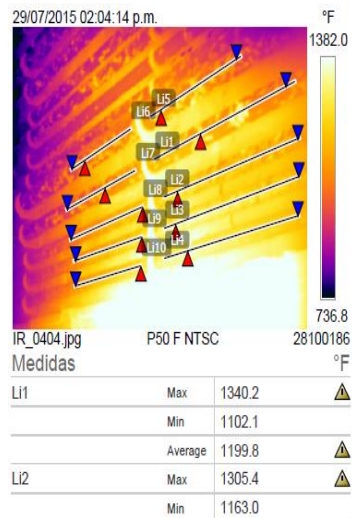 29/07/2015 02:04:14 p.m. °F
1382.0
Li5
Li6
Li1
Li7
Li2
Li8
Li3
Li9
Li4
Li10
736.8
IR_0404.jpg P50 F NTSC 28100186
Medidas °F
Li1 Max 1340.2
Min 1102.1
Average 1199.8
Li2 Max 1305.4
Min 1163.0